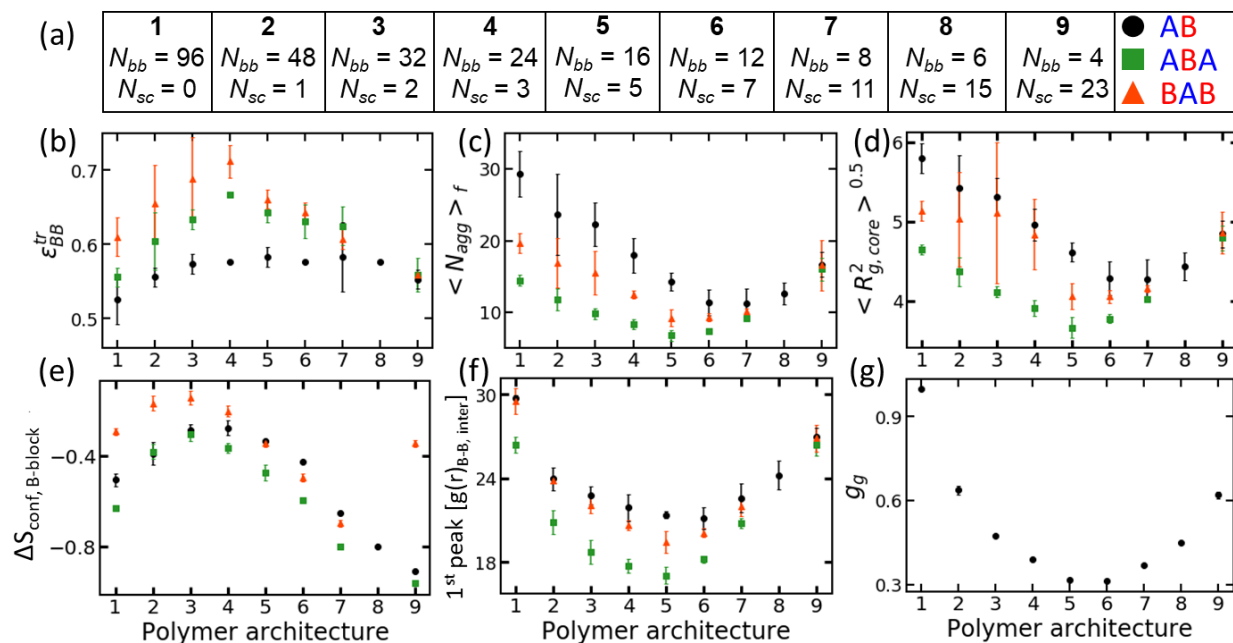 (a)
1 2 3 4 5 6 7 8 9
N_bb = 96 N_bb = 48 N_bb = 32 N_bb = 24 N_bb = 16 N_bb = 12 N_bb = 8 N_bb = 6 N_bb = 4
N_sc = 0 N_sc = 1 N_sc = 2 N_sc = 3 N_sc = 5 N_sc = 7 N_sc = 11 N_sc = 15 N_sc = 23
AB
ABA
BAB
(b)
ε^tr_BB
0.7
0.6
0.5
1 2 3 4 5 6 7 8 9
(c)
< N_agg >_f
30
20
10
1 2 3 4 5 6 7 8 9
(d)
< R²_g, core >^0.5
6
5
4
1 2 3 4 5 6 7 8 9
(e)
ΔS_conf, B-block
−0.4
−0.8
1 2 3 4 5 6 7 8 9
Polymer architecture
(f)
1st peak [g(r)_B-B, inter]
30
24
18
1 2 3 4 5 6 7 8 9
Polymer architecture
(g)
g_g
0.9
0.6
0.3
1 2 3 4 5 6 7 8 9
Polymer architecture